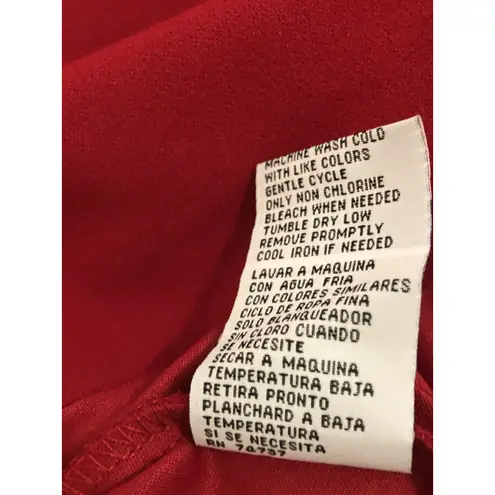 MACHINE WASH COLD
WITH LIKE COLORS
GENTLE CYCLE
ONLY NON CHLORINE
BLEACH WHEN NEEDED
TUMBLE DRY LOW
REMOVE PROMPTLY
COOL IRON IF NEEDED
LAVAR A MAQUINA
CON AGUA FRIA
CON COLORES SIMILARES
CICLO DE ROPA FINA
SOLO BLANQUEADOR
SIN CLORO CUANDO
SE NECESITE
SECAR A MAQUINA
TEMPERATURA BAJA
RETIRA PRONTO
PLANCHARD A BAJA
TEMPERATURA
SI SE NECESITA
RN 74757